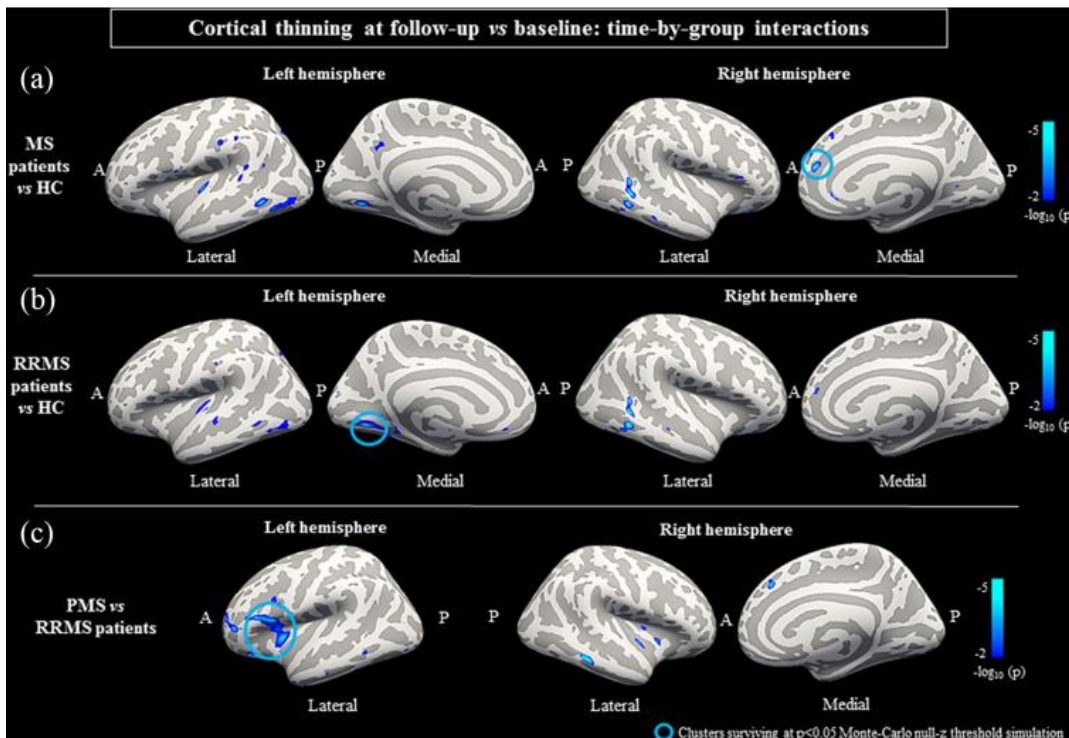 Cortical thinning at follow-up vs baseline: time-by-group interactions
(a)
Left hemisphere
Right hemisphere
MS
patients
vs HC
A
P
A
P
A
P
Lateral
Medial
Lateral
Medial
-5
-2
-log10 (p)
(b)
Left hemisphere
Right hemisphere
RRMS
patients
vs HC
A
P
A
P
A
P
Lateral
Medial
Lateral
Medial
-5
-2
-log10 (p)
(c)
Left hemisphere
Right hemisphere
PMS vs
RRMS patients
A
P
P
A
P
Lateral
Lateral
Medial
-5
-2
-log10 (p)
Clusters surviving at p<0.05 Monte-Carlo null-z threshold simulation